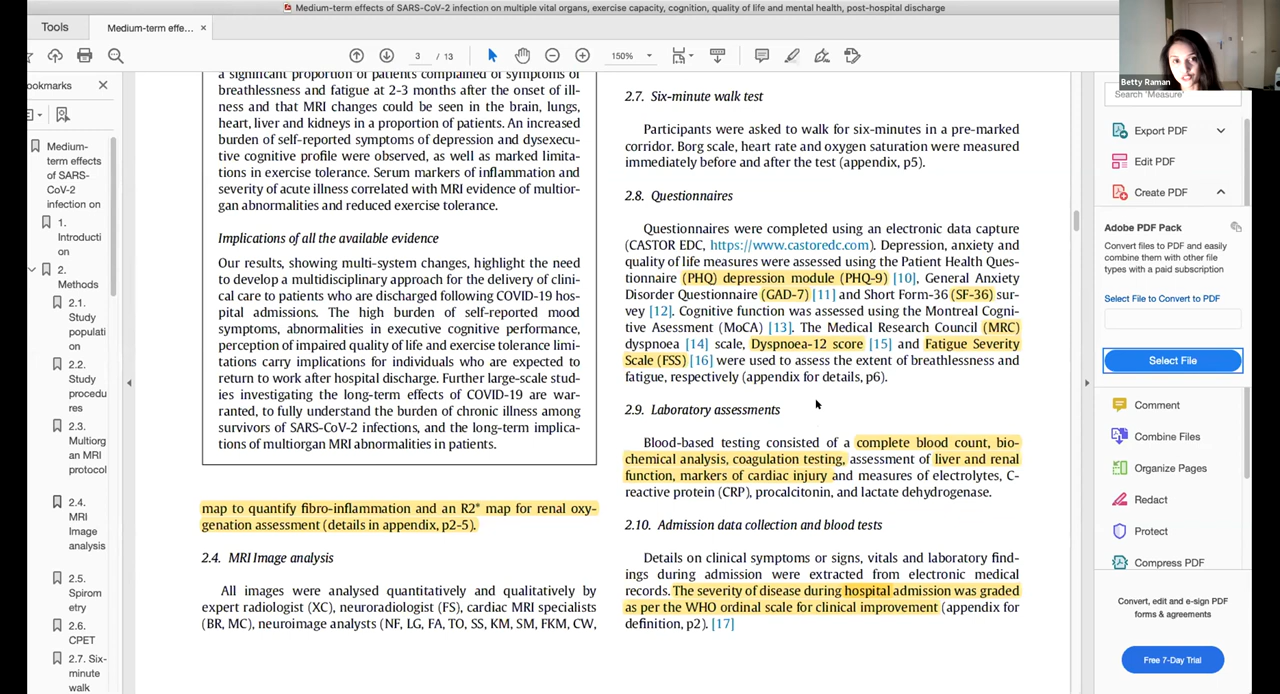 Medium-term effects of SARS-CoV-2 infection on multiple vital organs, exercise capacity, cognition, quality of life and mental health, post-hospital discharge
Tools
Medium-term effe...
3 / 13
150%
Betty Raman
ookmarks
Medium-
term effects
of SARS-
CoV-2
infection on
1.
Introducti
on
2.
Methods
2.1.
Study
populati
on
2.2.
Study
procedu
res
2.3.
Multiorg
an MRI
protocol
2.4.
MRI
Image
analysis
2.5.
Spirom
etry
2.6.
CPET
2.7. Six-
minute
walk
a significant proportion of patients complained of symptoms of
breathlessness and fatigue at 2-3 months after the onset of ill-
ness and that MRI changes could be seen in the brain, lungs,
heart, liver and kidneys in a proportion of patients. An increased
burden of self-reported symptoms of depression and dysexecu-
tive cognitive profile were observed, as well as marked limita-
tions in exercise tolerance. Serum markers of inflammation and
severity of acute illness correlated with MRI evidence of multior-
gan abnormalities and reduced exercise tolerance.
Implications of all the available evidence
Our results, showing multi-system changes, highlight the need
to develop a multidisciplinary approach for the delivery of clini-
cal care to patients who are discharged following COVID-19 hos-
pital admissions. The high burden of self-reported mood
symptoms, abnormalities in executive cognitive performance,
perception of impaired quality of life and exercise tolerance limi-
tations carry implications for individuals who are expected to
return to work after hospital discharge. Further large-scale stud-
ies investigating the long-term effects of COVID-19 are war-
ranted, to fully understand the burden of chronic illness among
survivors of SARS-CoV-2 infections, and the long-term implica-
tions of multiorgan MRI abnormalities in patients.
map to quantify fibro-inflammation and an R2* map for renal oxy-
genation assessment (details in appendix, p2-5).
2.4. MRI Image analysis
All images were analysed quantitatively and qualitatively by
expert radiologist (XC), neuroradiologist (FS), cardiac MRI specialists
(BR, MC), neuroimage analysts (NF, LG, FA, TO, SS, KM, SM, FKM, CW,
2.7. Six-minute walk test
Participants were asked to walk for six-minutes in a pre-marked
corridor. Borg scale, heart rate and oxygen saturation were measured
immediately before and after the test (appendix, p5).
2.8. Questionnaires
Questionnaires were completed using an electronic data capture
(CASTOR EDC, https://www.castoredc.com). Depression, anxiety and
quality of life measures were assessed using the Patient Health Ques-
tionnaire (PHQ) depression module (PHQ-9) [10], General Anxiety
Disorder Questionnaire (GAD-7) [11] and Short Form-36 (SF-36) sur-
vey [12]. Cognitive function was assessed using the Montreal Cogni-
tive Asessment (MoCA) [13]. The Medical Research Council (MRC)
dyspnoea [14] scale, Dyspnoea-12 score [15] and Fatigue Severity
Scale (FSS) [16] were used to assess the extent of breathlessness and
fatigue, respectively (appendix for details, p6).
2.9. Laboratory assessments
Blood-based testing consisted of a complete blood count, bio-
chemical analysis, coagulation testing, assessment of liver and renal
function, markers of cardiac injury and measures of electrolytes, C-
reactive protein (CRP), procalcitonin, and lactate dehydrogenase.
2.10. Admission data collection and blood tests
Details on clinical symptoms or signs, vitals and laboratory find-
ings during admission were extracted from electronic medical
records. The severity of disease during hospital admission was graded
as per the WHO ordinal scale for clinical improvement (appendix for
definition, p2). [17]
Search 'Measure'
Export PDF
Edit PDF
Create PDF
Adobe PDF Pack
Convert files to PDF and easily
combine them with other file
types with a paid subscription
Select File to Convert to PDF
Select File
Comment
Combine Files
Organize Pages
Redact
Protect
Compress PDF
Convert, edit and e-sign PDF
forms & agreements
Free 7-Day Trial